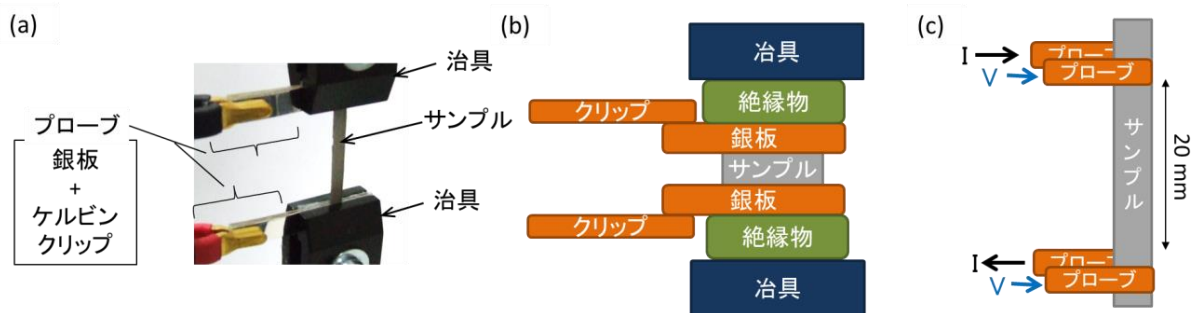 (a)
治具
サンプル
プローブ
銀板
+
ケルビン
クリップ
治具
(b)
冶具
絶縁物
クリップ
銀板
サンプル
銀板
クリップ
絶縁物
冶具
(c)
I
プローブ
V
プローブ
サンプル
20 mm
I
プローブ
V
プローブ